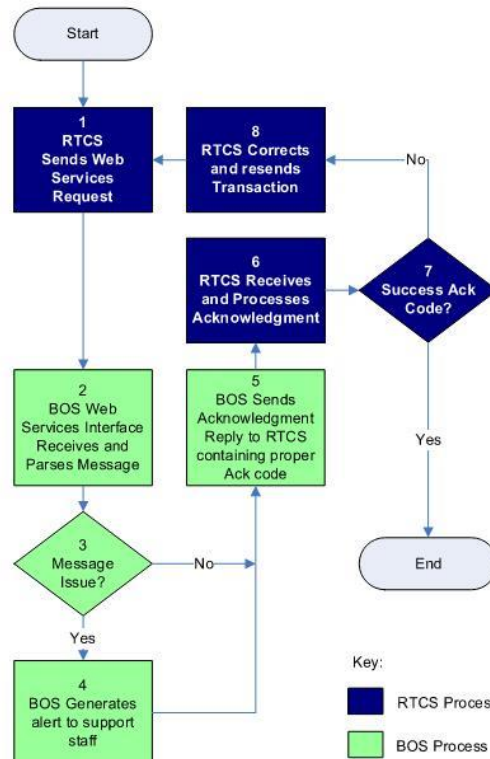 Start
1
RTCS
Sends Web
Services
Request
8
RTCS Corrects
and resends
Transaction
No
6
RTCS Receives
and Processes
Acknowledgment
7
Success Ack
Code?
2
BOS Web
Services Interface
Receives and
Parses Message
5
BOS Sends
Acknowledgment
Reply to RTCS
containing proper
Ack code
Yes
3
Message
Issue?
No
End
Yes
4
BOS Generates
alert to support
staff
Key:
RTCS Proces
BOS Process